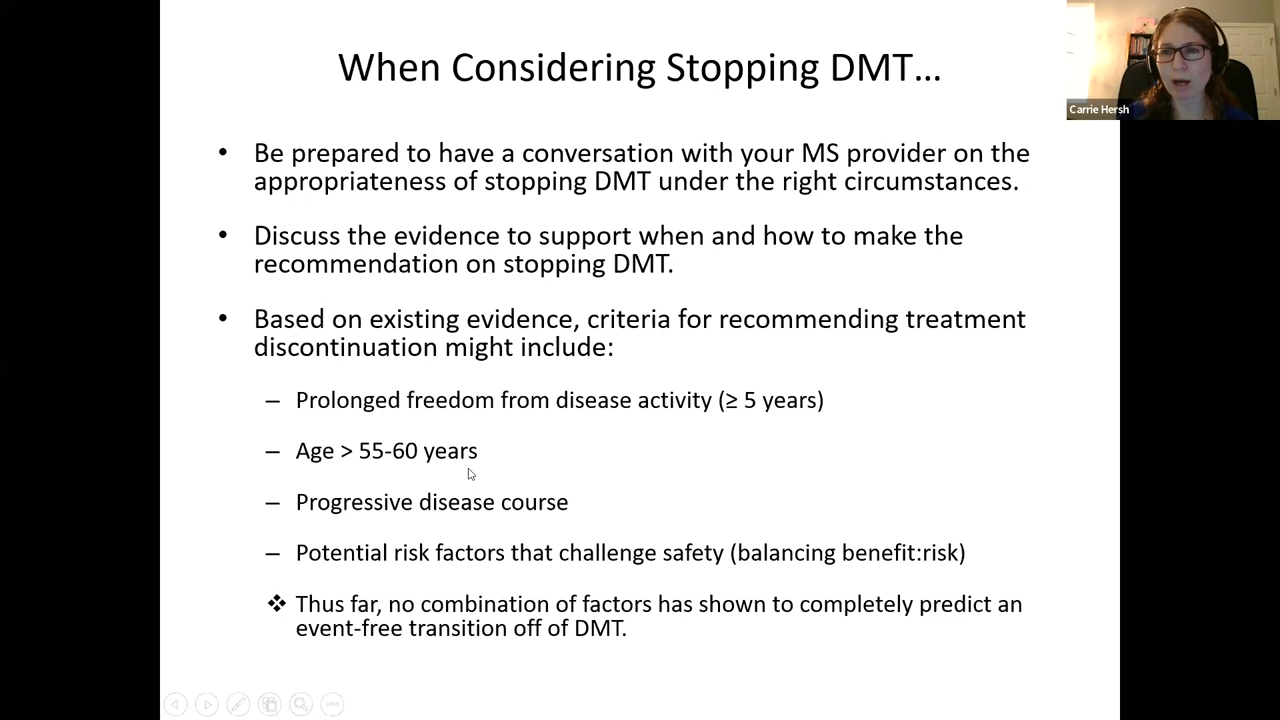 When Considering Stopping DMT...
Carrie Hersh
• Be prepared to have a conversation with your MS provider on the
appropriateness of stopping DMT under the right circumstances.
• Discuss the evidence to support when and how to make the
recommendation on stopping DMT.
• Based on existing evidence, criteria for recommending treatment
discontinuation might include:
– Prolonged freedom from disease activity (≥ 5 years)
– Age > 55-60 years
– Progressive disease course
– Potential risk factors that challenge safety (balancing benefit:risk)
❖ Thus far, no combination of factors has shown to completely predict an
event-free transition off of DMT.